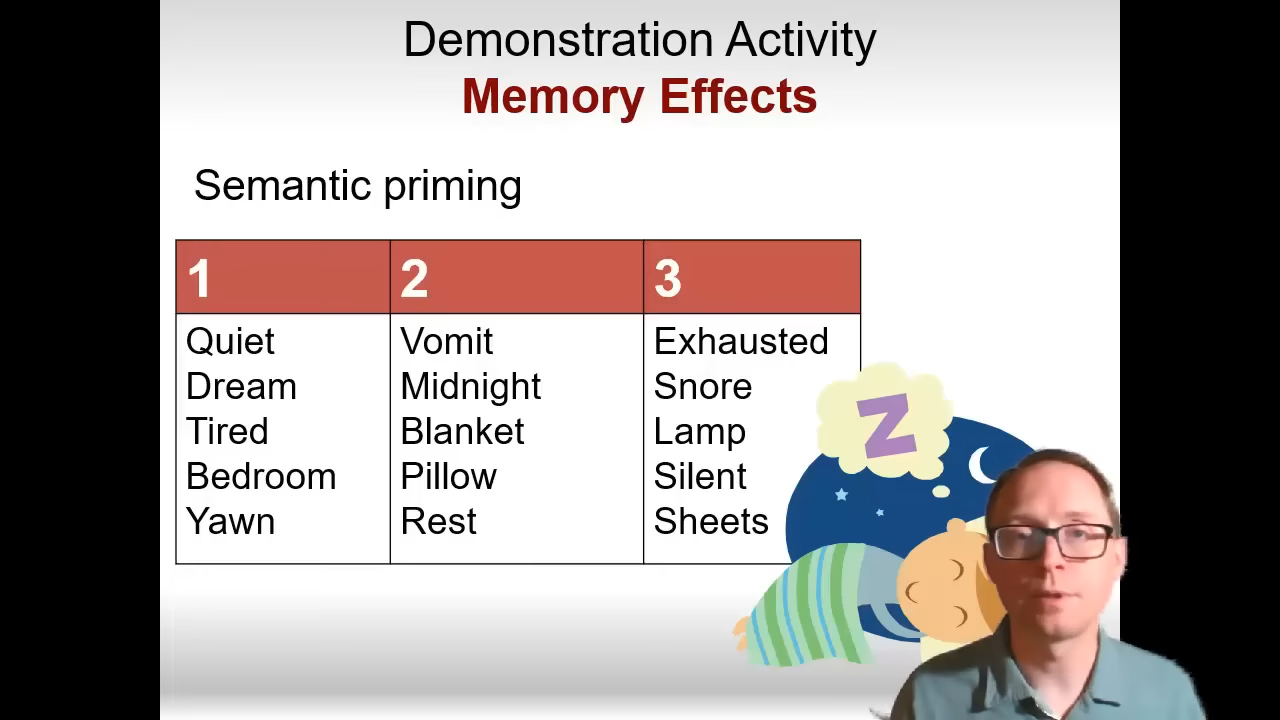 Demonstration Activity
Memory Effects
Semantic priming
1 2 3
Quiet Vomit Exhausted
Dream Midnight Snore
Tired Blanket Lamp
Bedroom Pillow Silent
Yawn Rest Sheets
Z